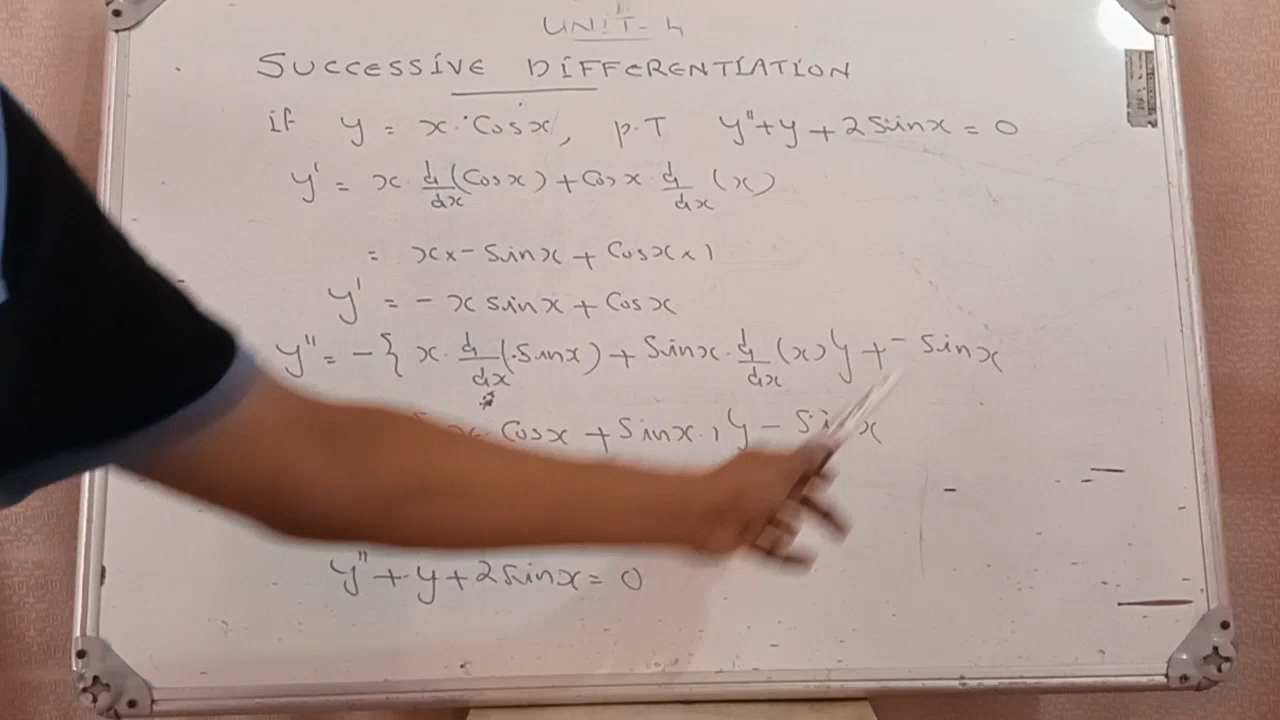 UNIT-4
SUCCESSIVE DIFFERENTIATION
if y = x·Cosx, p.T y"+y+2Sinx=0
y' = x·d/dx(Cosx)+Cosx·d/dx(x)
= x×-Sinx+Cosx×1
y' = -xSinx+Cosx
y"= -{x·d/dx(Sinx)+Sinx·d/dx(x)}+-Sinx
x·Cosx+Sinx·1}-Sinx
y"+y+2Sinx=0